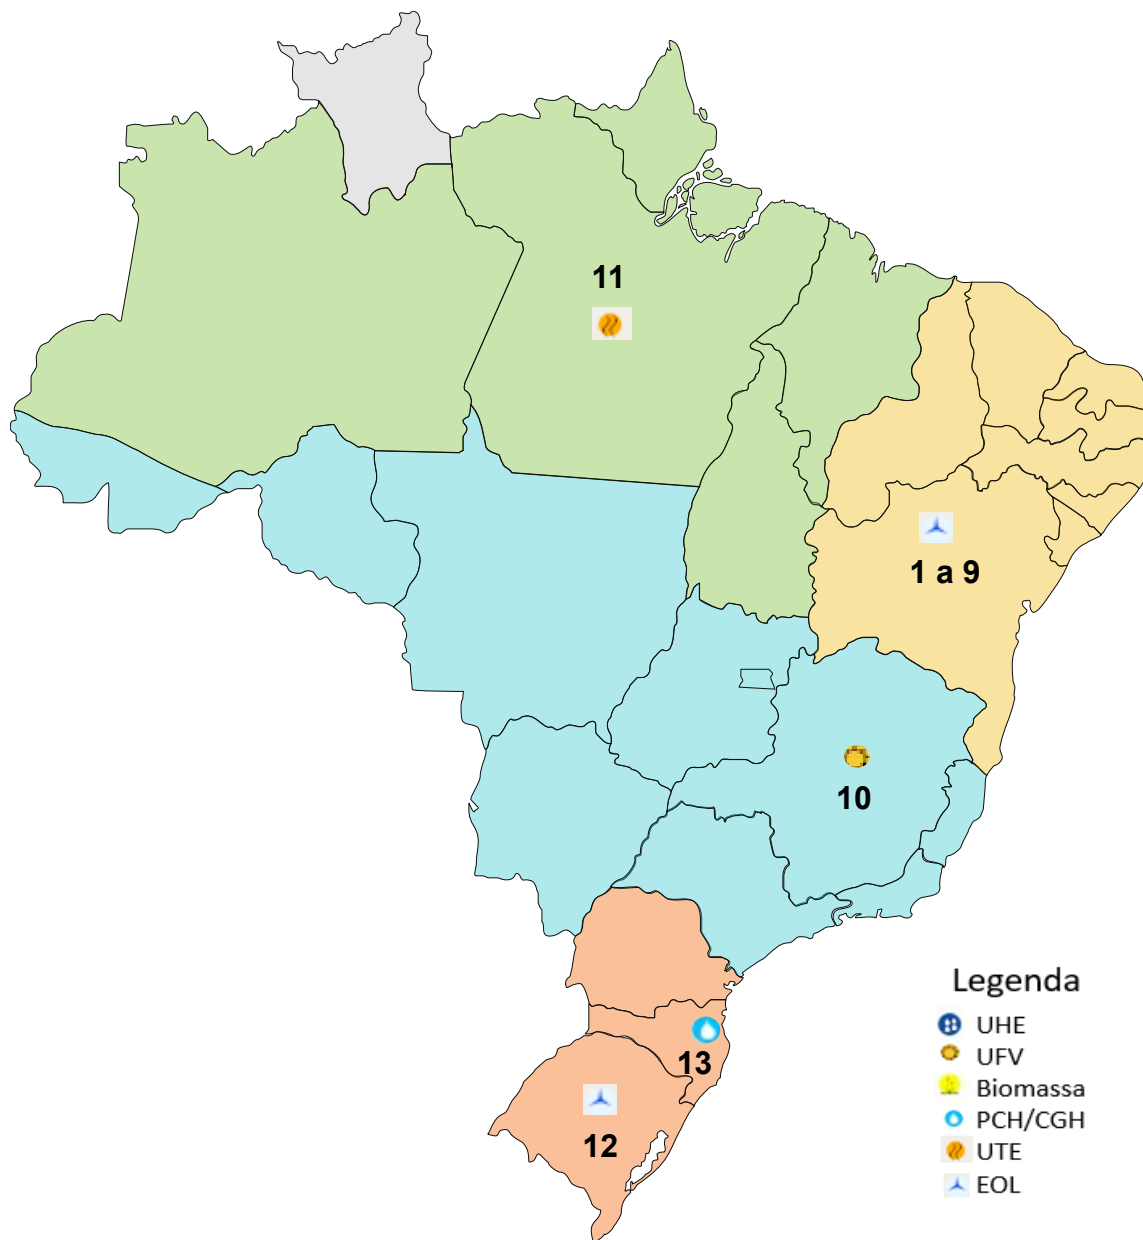 11
1 a 9
10
13
12
Legenda
UHE
UFV
Biomassa
PCH/CGH
UTE
EOL